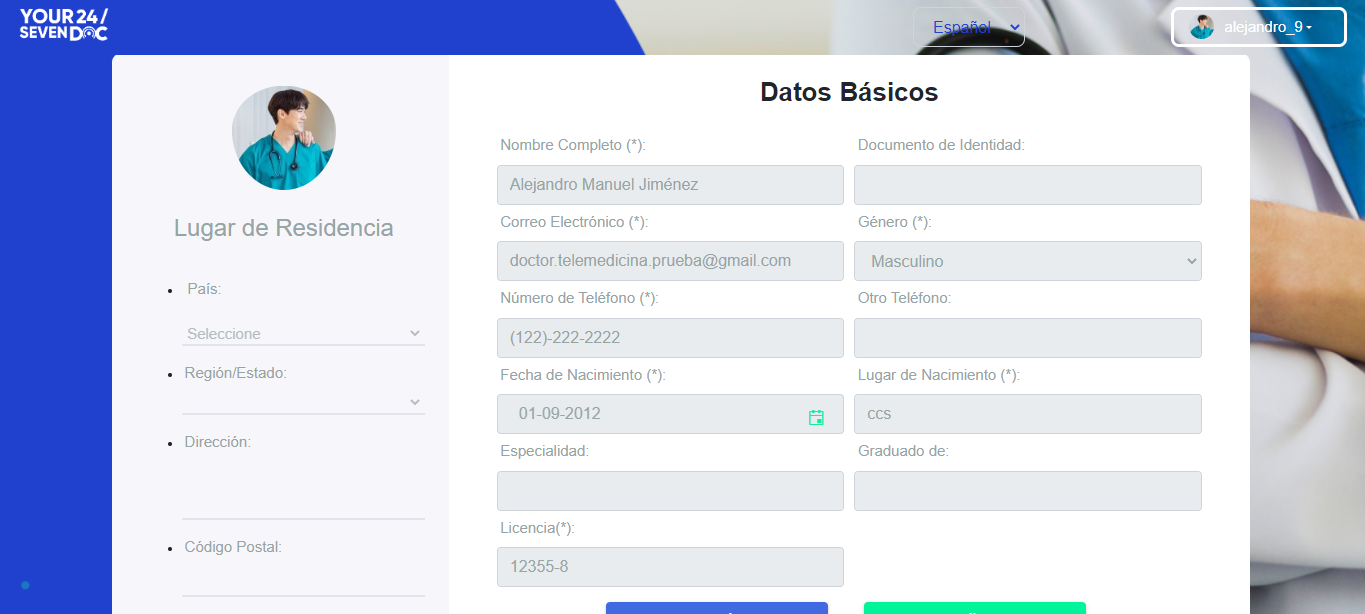 YOUR 24/
SEVEN DOC
Español
alejandro_9
Lugar de Residencia
País:
Seleccione
Región/Estado:
Dirección:
Código Postal:
Datos Básicos
Nombre Completo (*):
Documento de Identidad:
Alejandro Manuel Jiménez
Correo Electrónico (*):
Género (*):
doctor.telemedicina.prueba@gmail.com
Masculino
Número de Teléfono (*):
Otro Teléfono:
(122)-222-2222
Fecha de Nacimiento (*):
Lugar de Nacimiento (*):
01-09-2012
ccs
Especialidad:
Graduado de:
Licencia(*):
12355-8